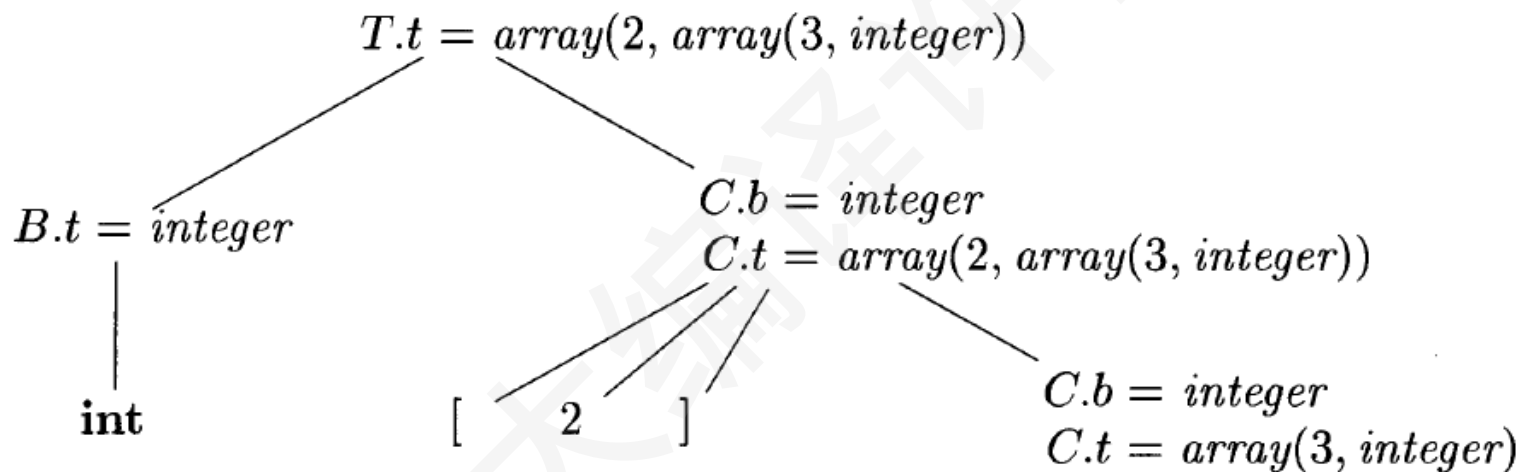 T.t = array(2, array(3, integer))
B.t = integer
C.b = integer
C.t = array(2, array(3, integer))
int
[ 2 ]
C.b = integer
C.t = array(3, integer)